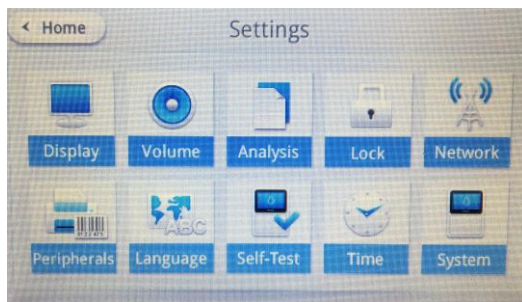 Home
Settings
Display
Volume
Analysis
Lock
Network
Peripherals
ABC
Language
Self-Test
Time
System